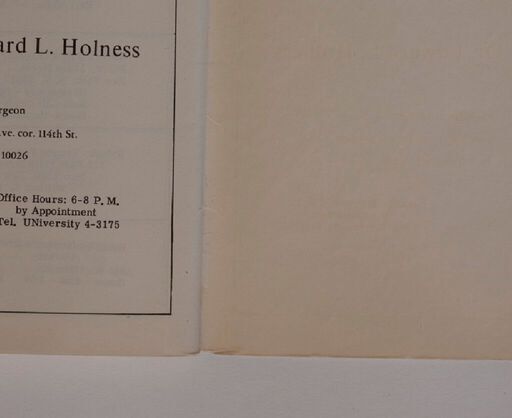 ard L. Holness
rgeon
ve. cor. 114th St.
10026
Office Hours: 6-8 P. M.
by Appointment
Tel. UNiversity 4-3175